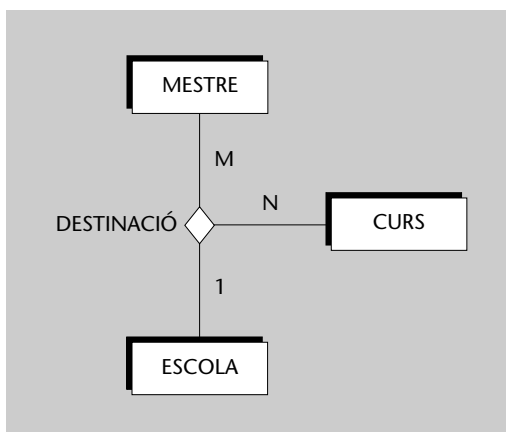 MESTRE
M
N
DESTINACIÓ
CURS
1
ESCOLA